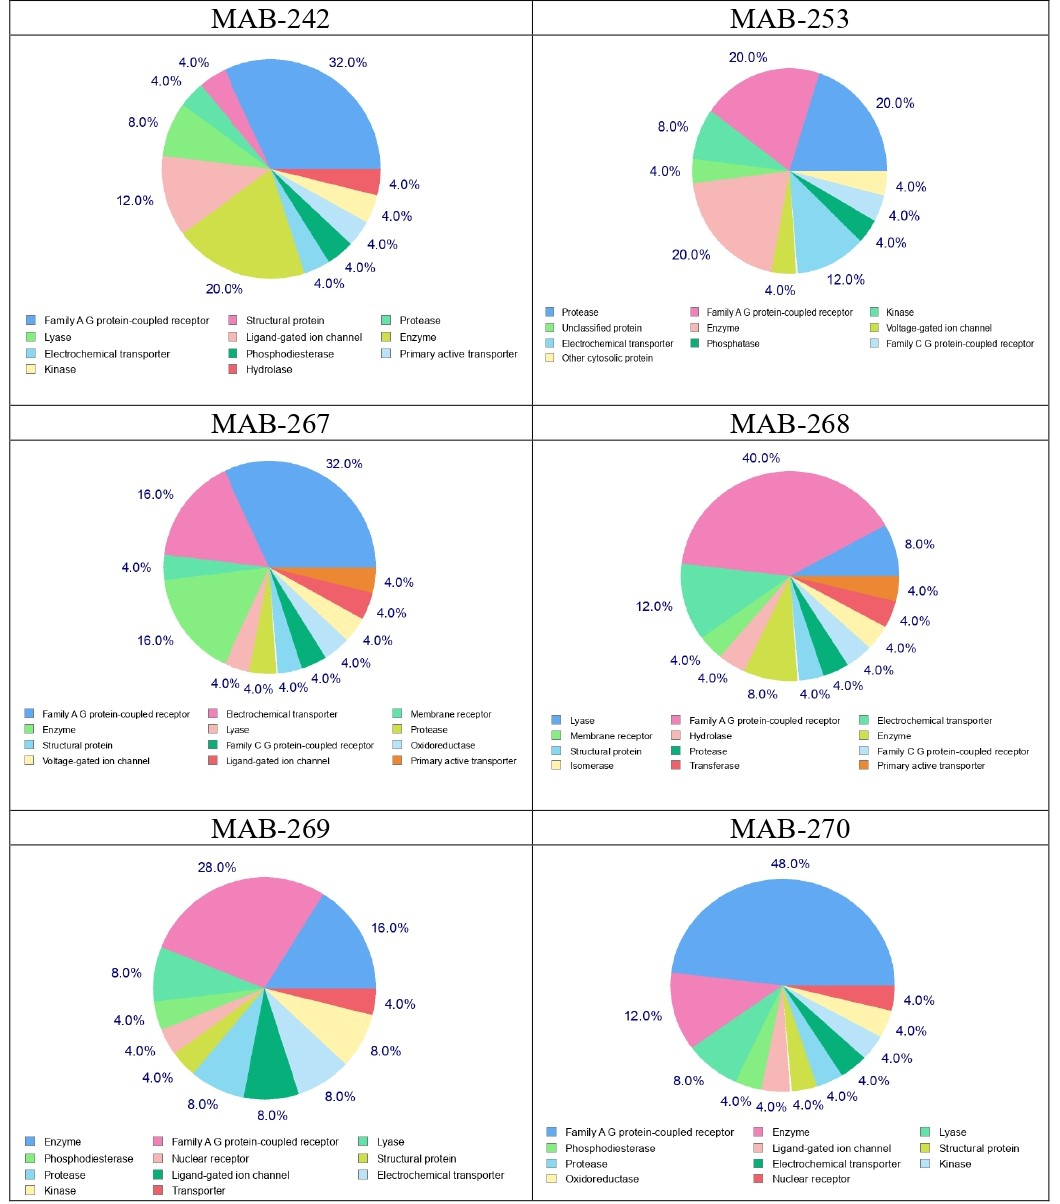 MAB-242
MAB-253
4.0%
32.0%
4.0%
8.0%
12.0%
20.0%
4.0%
4.0%
4.0%
4.0%
4.0%
Family A G protein-coupled receptor Structural protein Protease
Lyase Ligand-gated ion channel Enzyme
Electrochemical transporter Phosphodiesterase Primary active transporter
Kinase Hydrolase
20.0%
20.0%
8.0%
4.0%
20.0%
4.0%
12.0%
4.0%
4.0%
4.0%
Protease Family A G protein-coupled receptor Kinase
Unclassified protein Enzyme Voltage-gated ion channel
Electrochemical transporter Phosphatase Family C G protein-coupled receptor
Other cytosolic protein
MAB-267
MAB-268
32.0%
16.0%
4.0%
16.0%
4.0% 4.0% 4.0% 4.0%
4.0%
4.0%
4.0%
4.0%
Family A G protein-coupled receptor Electrochemical transporter Membrane receptor
Enzyme Lyase Protease
Structural protein Family C G protein-coupled receptor Oxidoreductase
Voltage-gated ion channel Ligand-gated ion channel Primary active transporter
40.0%
8.0%
12.0%
4.0%
4.0%
8.0%
4.0%
4.0%
4.0%
4.0%
4.0%
4.0%
Lyase Family A G protein-coupled receptor Electrochemical transporter
Membrane receptor Hydrolase Enzyme
Structural protein Protease Family C G protein-coupled receptor
Isomerase Transferase Primary active transporter
MAB-269
MAB-270
28.0%
16.0%
8.0%
4.0%
4.0%
4.0%
8.0%
8.0%
8.0%
8.0%
4.0%
Enzyme Family A G protein-coupled receptor Lyase
Phosphodiesterase Nuclear receptor Structural protein
Protease Ligand-gated ion channel Electrochemical transporter
Kinase Transporter
48.0%
12.0%
8.0%
4.0% 4.0% 4.0% 4.0%
4.0%
4.0%
4.0%
4.0%
Family A G protein-coupled receptor Enzyme Lyase
Phosphodiesterase Ligand-gated ion channel Structural protein
Protease Electrochemical transporter Kinase
Oxidoreductase Nuclear receptor